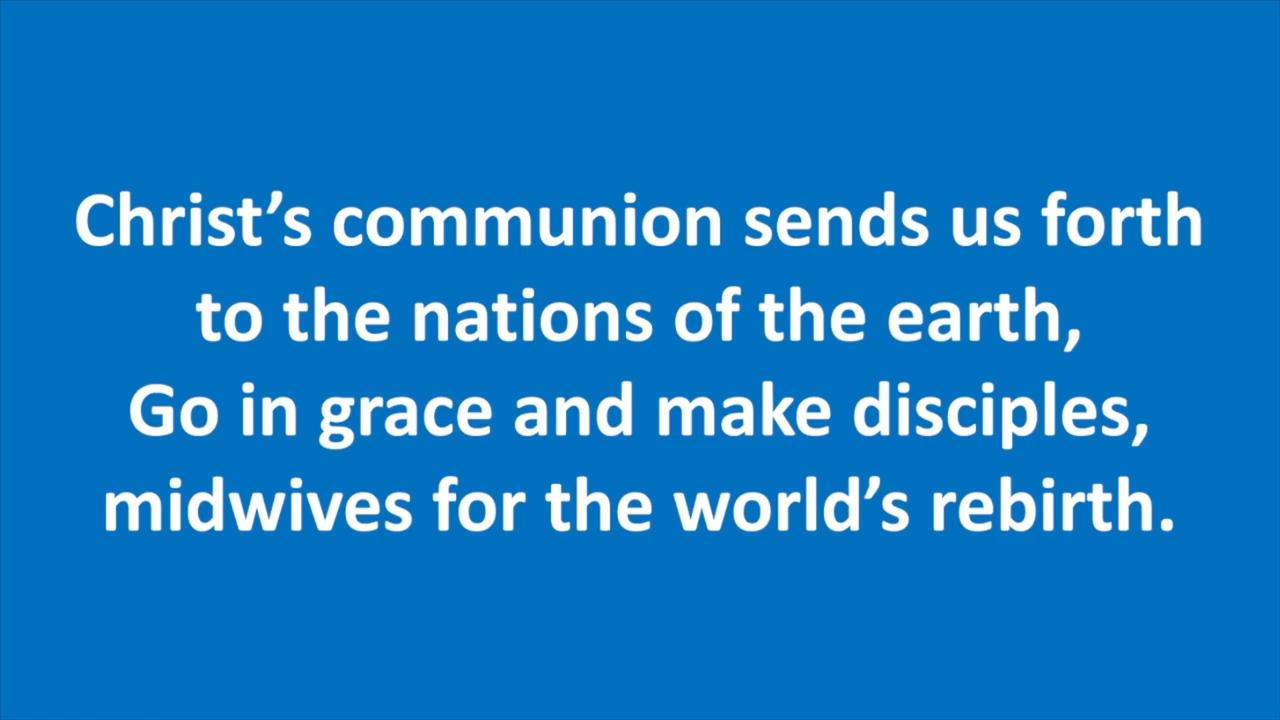 Christ’s communion sends us forth
to the nations of the earth,
Go in grace and make disciples,
midwives for the world’s rebirth.